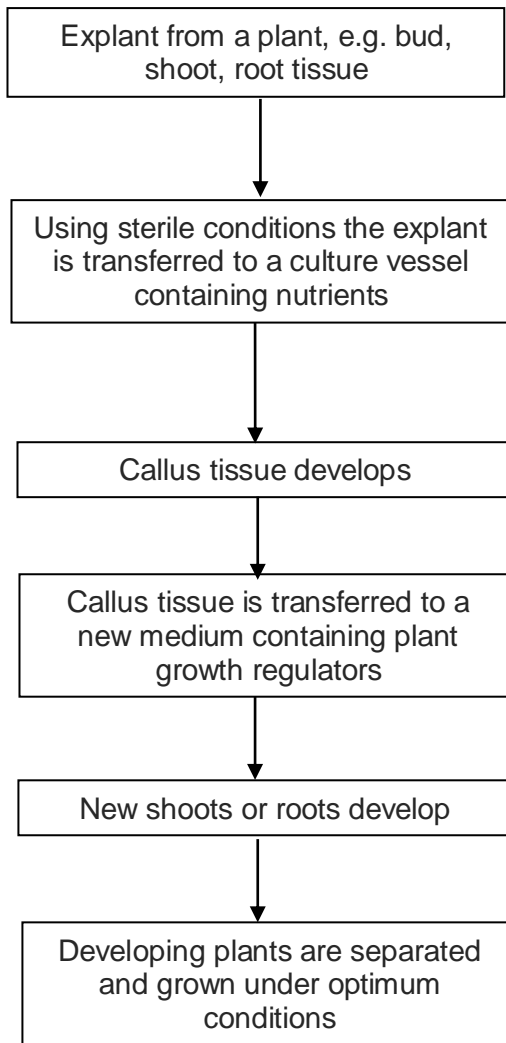 Explant from a plant, e.g. bud,
shoot, root tissue
Using sterile conditions the explant
is transferred to a culture vessel
containing nutrients
Callus tissue develops
Callus tissue is transferred to a
new medium containing plant
growth regulators
New shoots or roots develop
Developing plants are separated
and grown under optimum
conditions